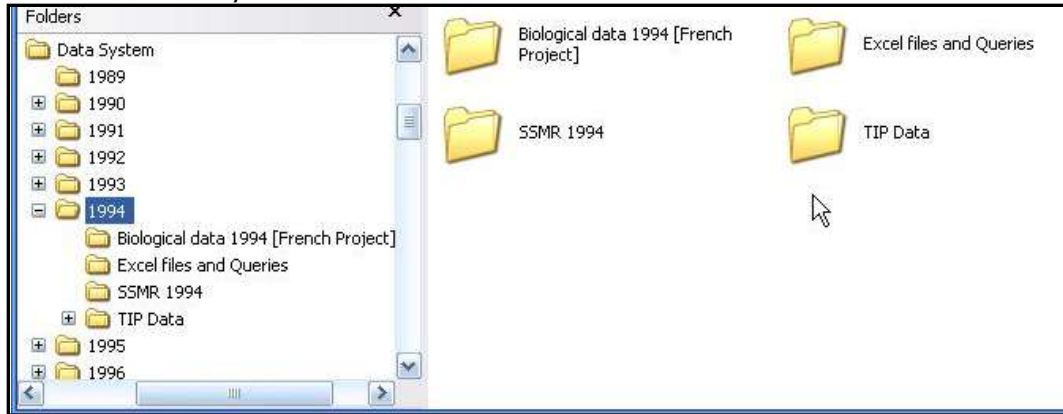 Folders
Data System
1989
1990
1991
1992
1993
1994
Biological data 1994 [French Project]
Excel files and Queries
SSMR 1994
TIP Data
1995
1996
Biological data 1994 [French
Project]
Excel files and Queries
SSMR 1994
TIP Data